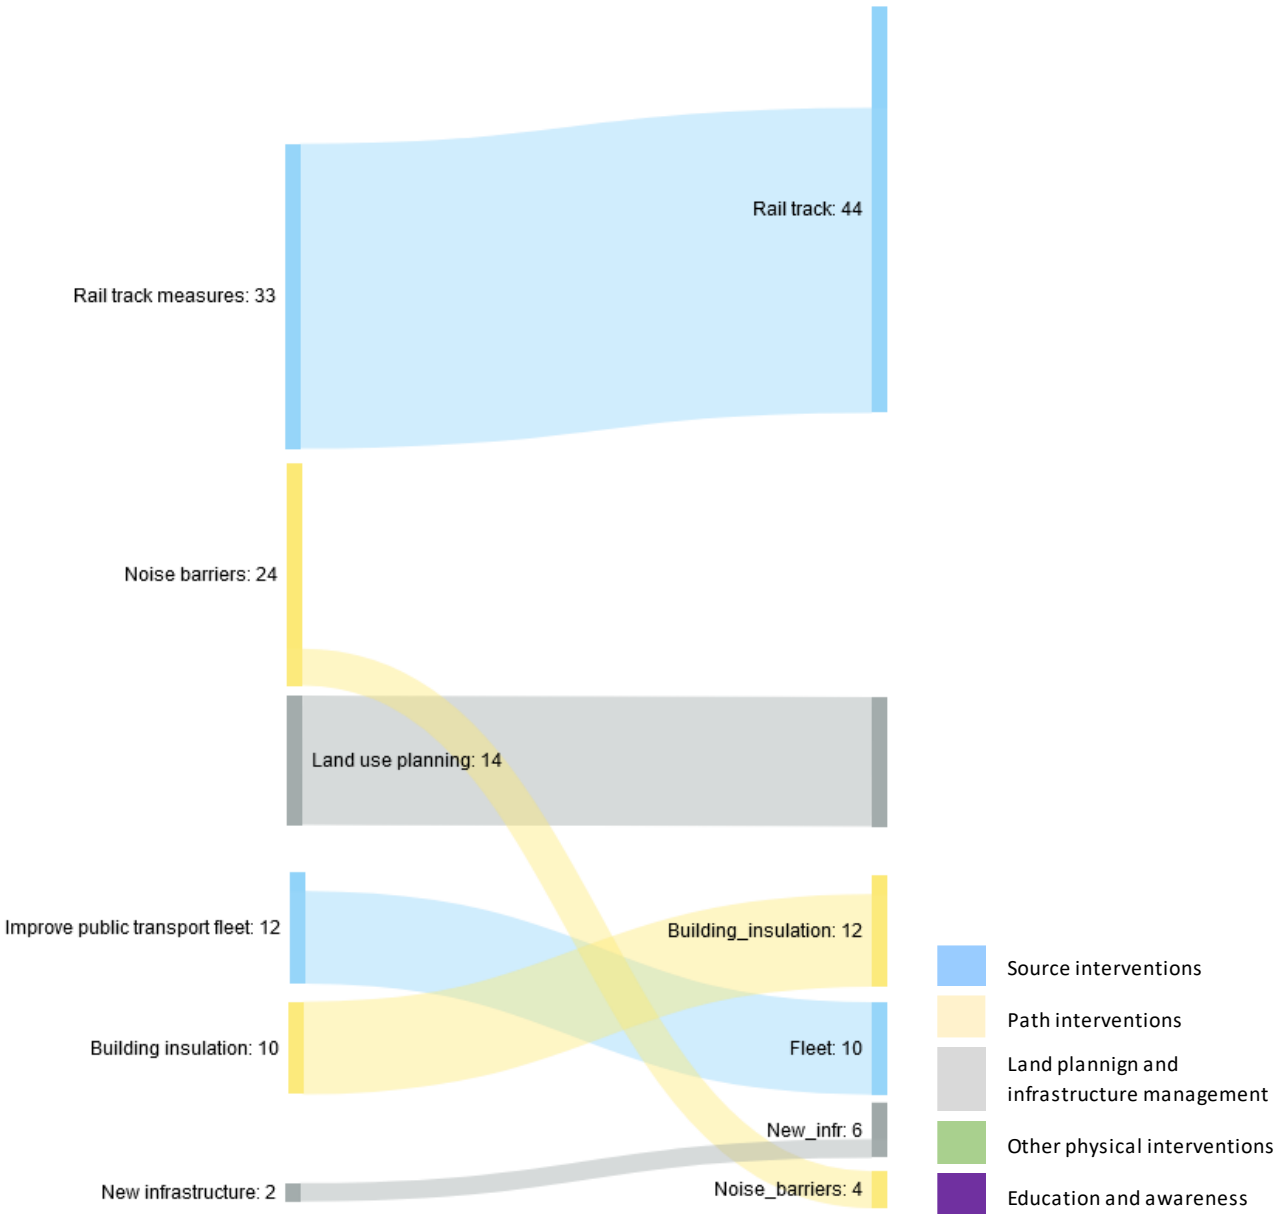 Rail track: 44
Rail track measures: 33
Noise barriers: 24
Land use planning: 14
Improve public transport fleet: 12
Building_insulation: 12
Building insulation: 10
Fleet: 10
New_infr: 6
New infrastructure: 2
Noise_barriers: 4
Source interventions
Path interventions
Land plannign and
infrastructure management
Other physical interventions
Education and awareness